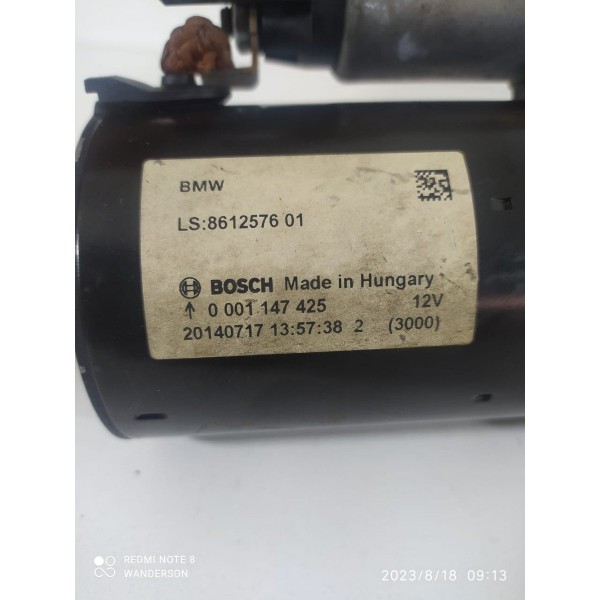 BMW
LS:8612576 01
BOSCH Made in Hungary
↑ 0 001 147 425 12V
20140717 13:57:38 2 (3000)
REDMI NOTE 8
WANDERSON
2023/8/18 09:13